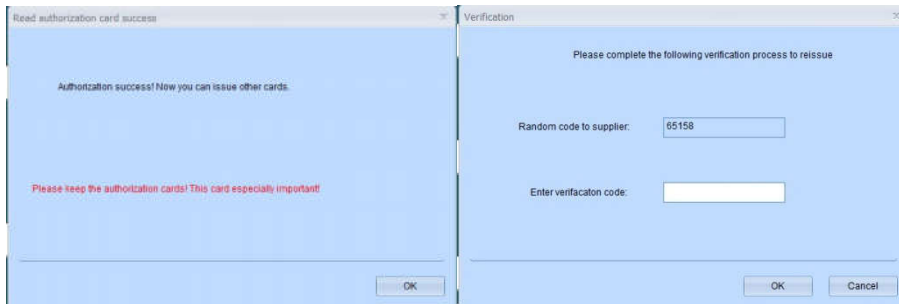 Read authorization card success
Authorization success! Now you can issue other cards.
Please keep the authorization cards! This card especially important!
OK
Verification
Please complete the following verification process to reissue
Random code to supplier: 65158
Enter verifacaton code:
OK Cancel